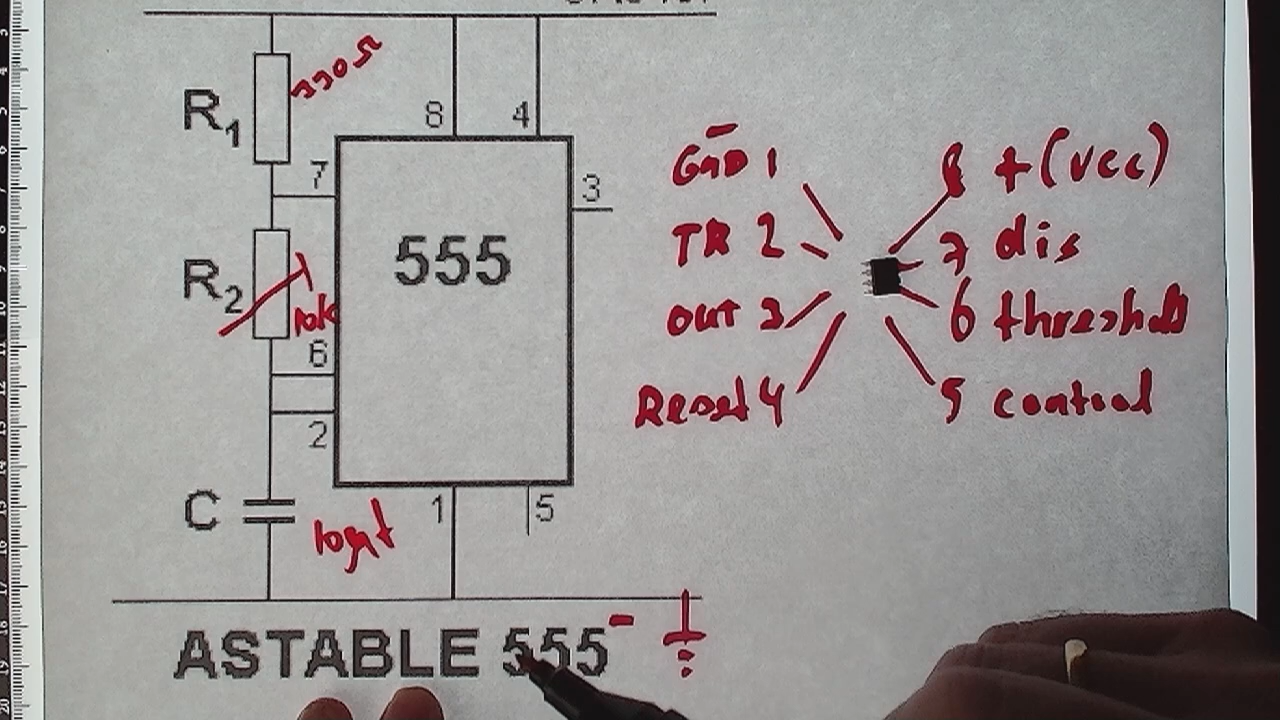 R1 330Ω
8 4
7
3
555
R2 10k
6
2
C
1 5
ASTABLE 555 -
-
GND 1
TR 2
OUT 3
Reset 4
8 +(Vcc)
7 dis
6 threshold
5 control